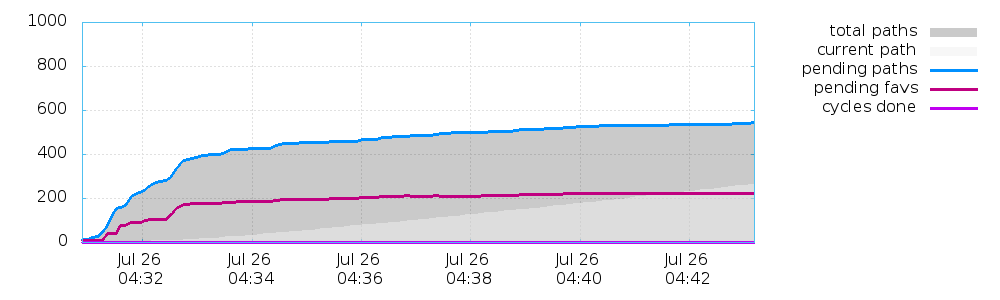 1000
800
600
400
200
0
Jul 26
04:32
Jul 26
04:34
Jul 26
04:36
Jul 26
04:38
Jul 26
04:40
Jul 26
04:42
total paths
current path
pending paths
pending favs
cycles done